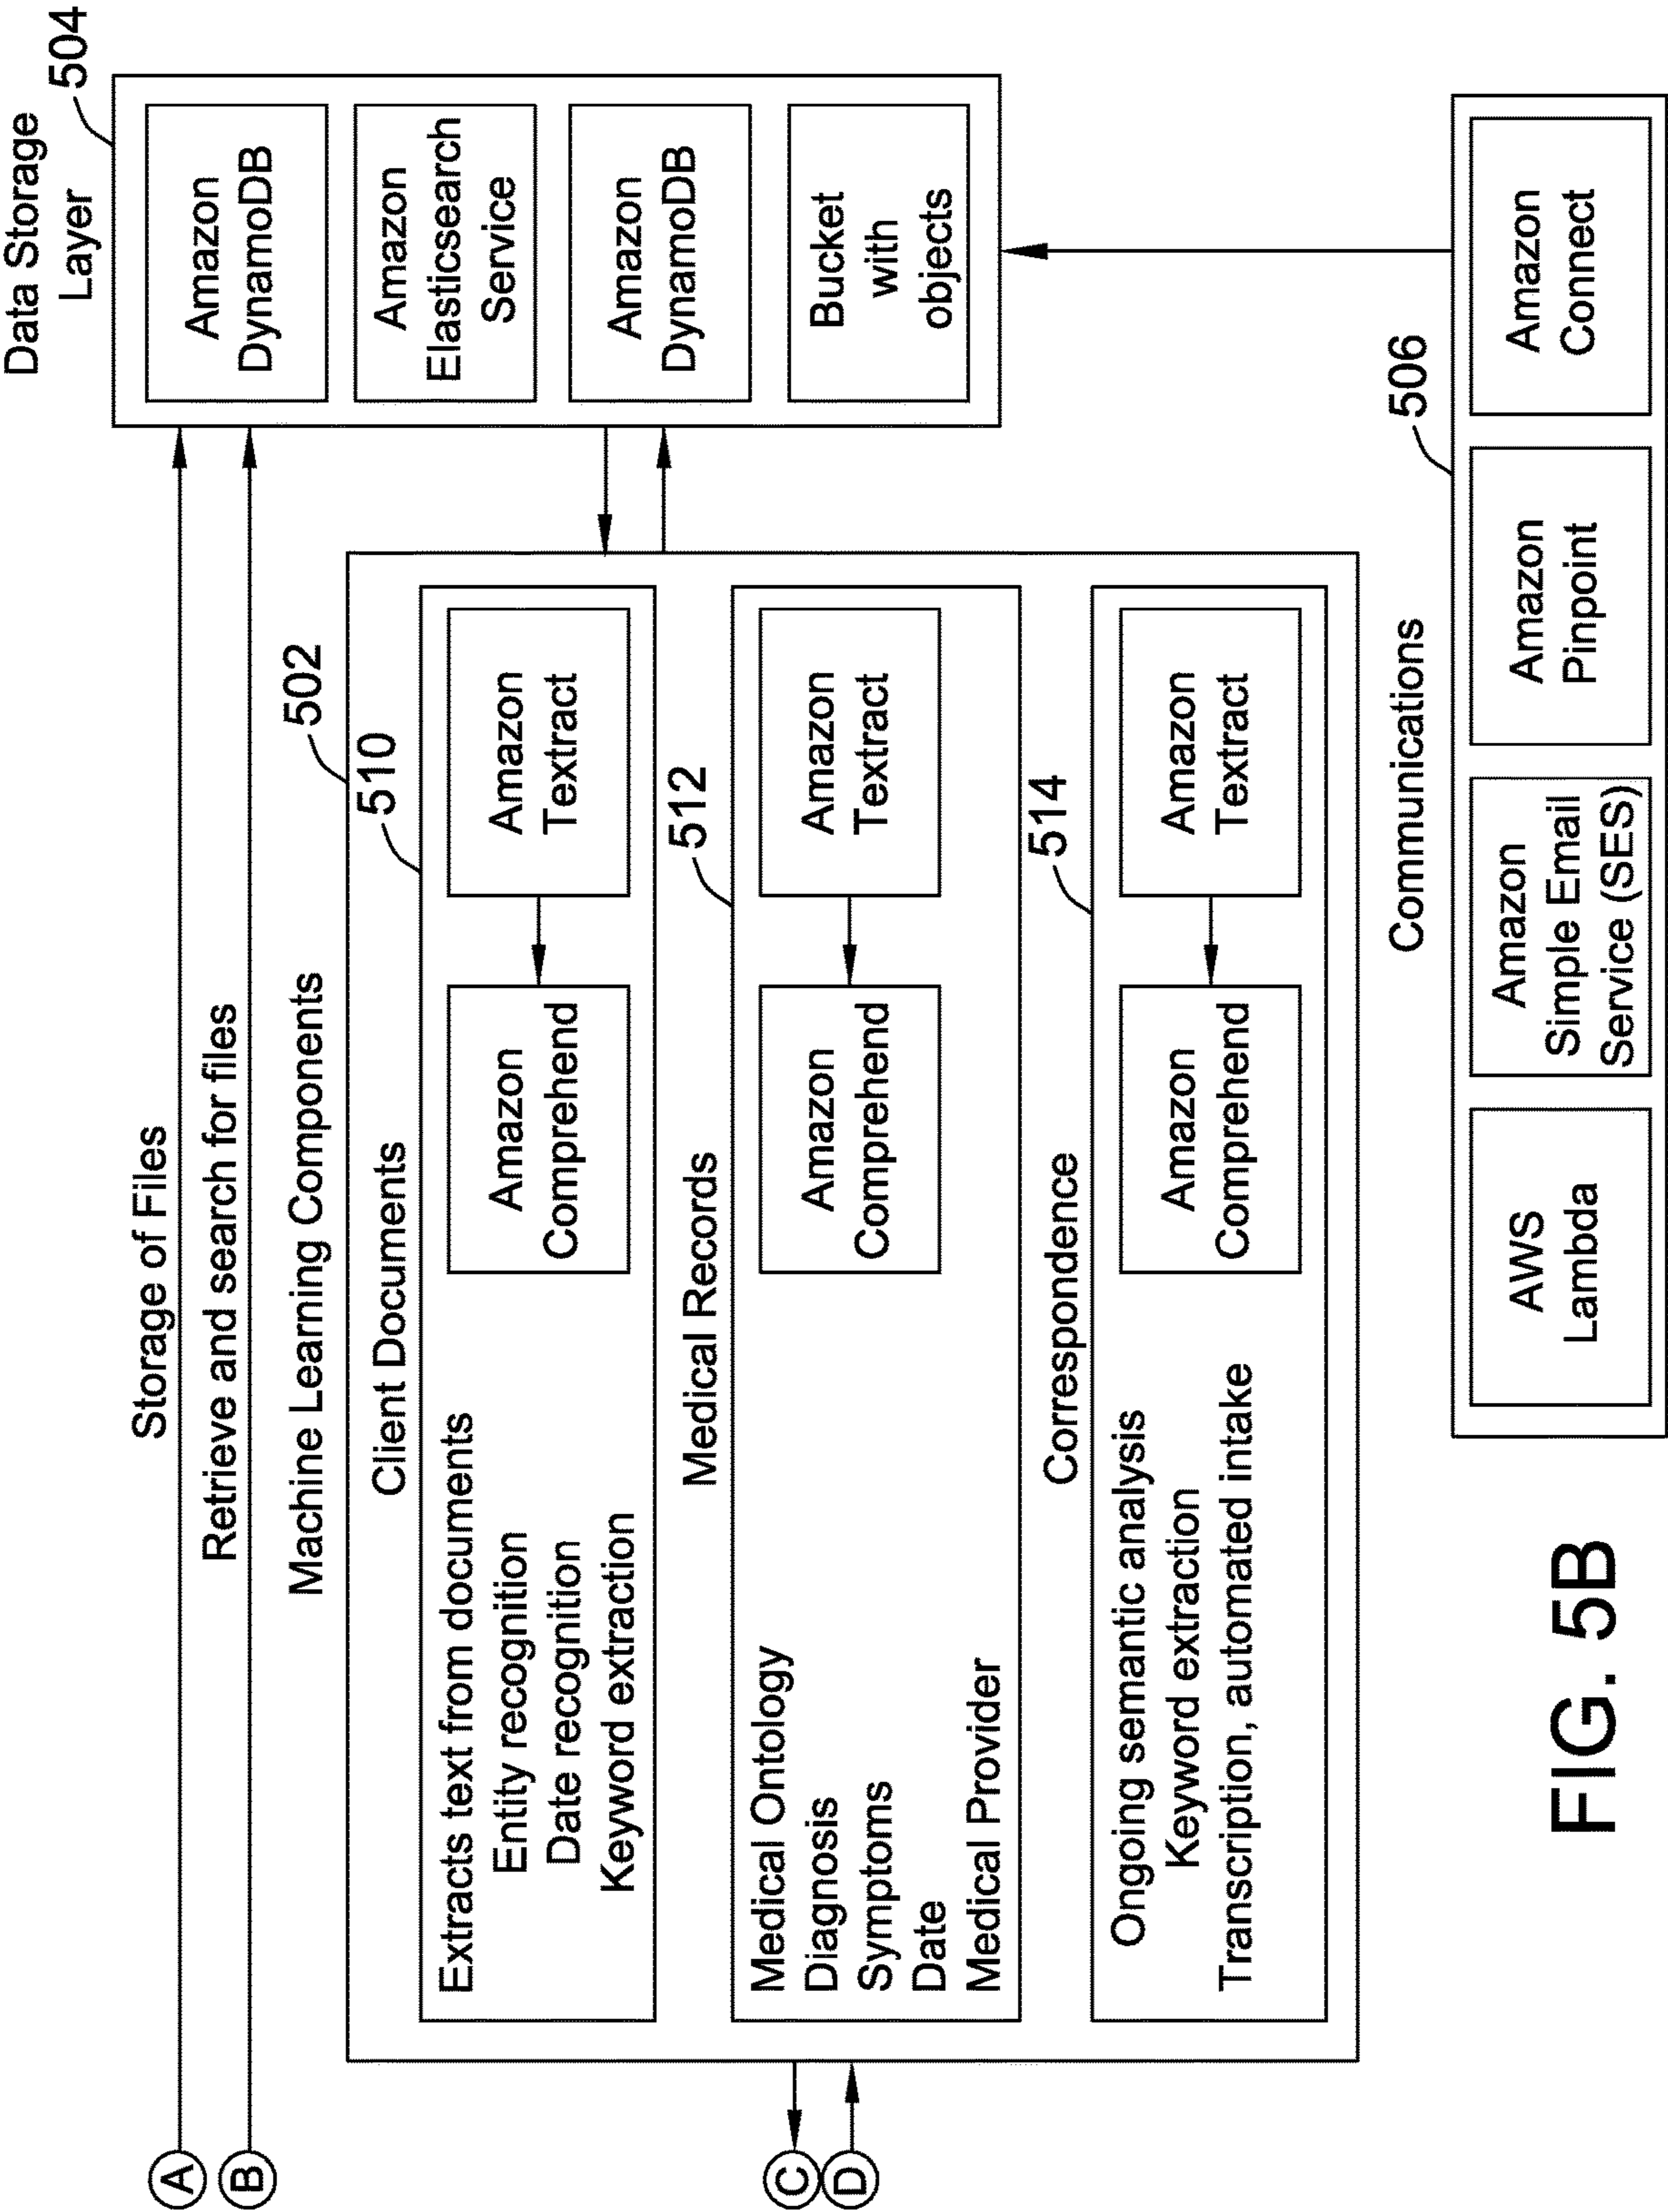 Data Storage
Layer
504
Amazon
DynamoDB
Amazon
Elasticsearch
Service
Amazon
DynamoDB
Bucket
with
objects
A
Storage of Files
B
Retrieve and search for files
Machine Learning Components
502
Client Documents
510
Extracts text from documents
Entity recognition
Date recognition
Keyword extraction
Amazon
Comprehend
Amazon
Textract
Medical Records
512
Medical Ontology
Diagnosis
Symptoms
Date
Medical Provider
Amazon
Comprehend
Amazon
Textract
Correspondence
514
Ongoing semantic analysis
Keyword extraction
Transcription, automated intake
Amazon
Comprehend
Amazon
Textract
C
D
Communications
506
AWS
Lambda
Amazon
Simple Email
Service (SES)
Amazon
Pinpoint
Amazon
Connect
FIG. 5B